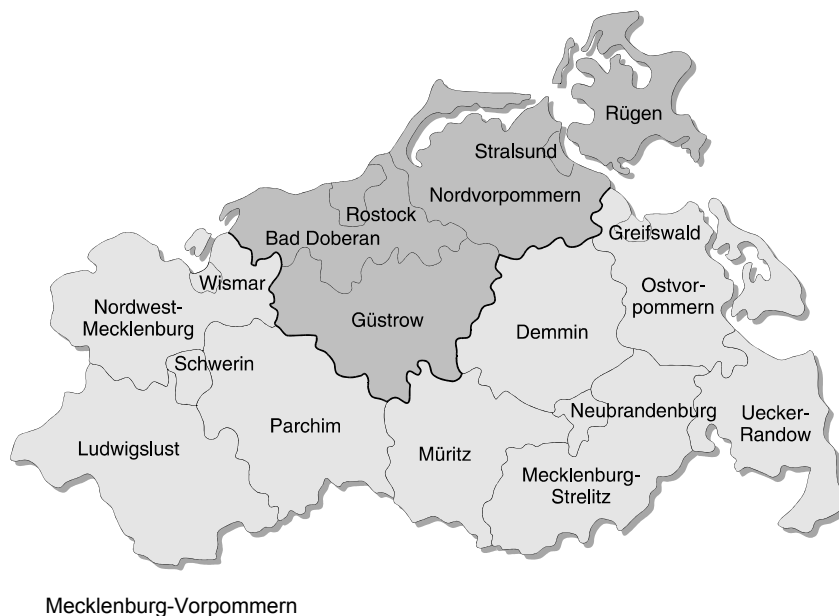 Rügen
Stralsund
Nordvorpommern
Rostock
Bad Doberan
Greifswald
Wismar
Ostvor-
pommern
Nordwest-
Mecklenburg
Güstrow
Demmin
Schwerin
Parchim
Neubrandenburg
Uecker-
Randow
Ludwigslust
Müritz
Mecklenburg-
Strelitz
Mecklenburg-Vorpommern